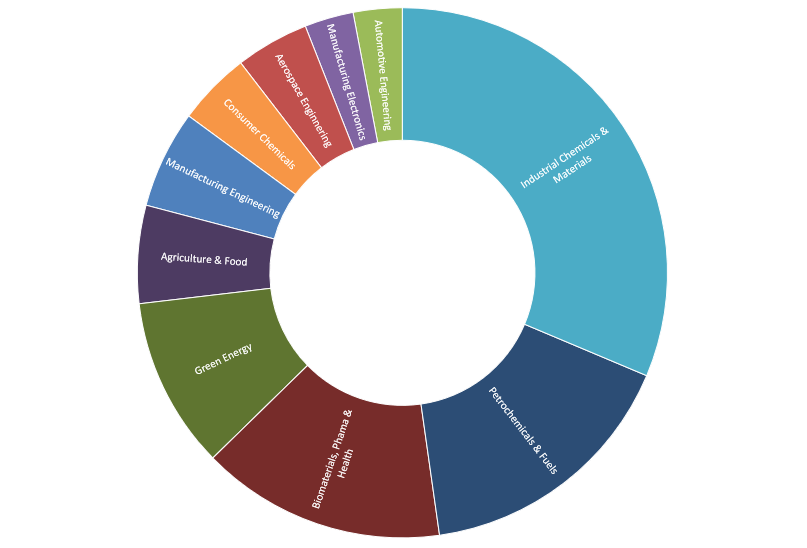 Industrial Chemicals &
Materials
Petrochemicals & Fuels
Biomaterials, Phama &
Health
Green Energy
Agriculture & Food
Manufacturing Engineering
Consumer Chemicals
Aerospace Enginnering
Manufacturing Electronics
Automotive Engineering